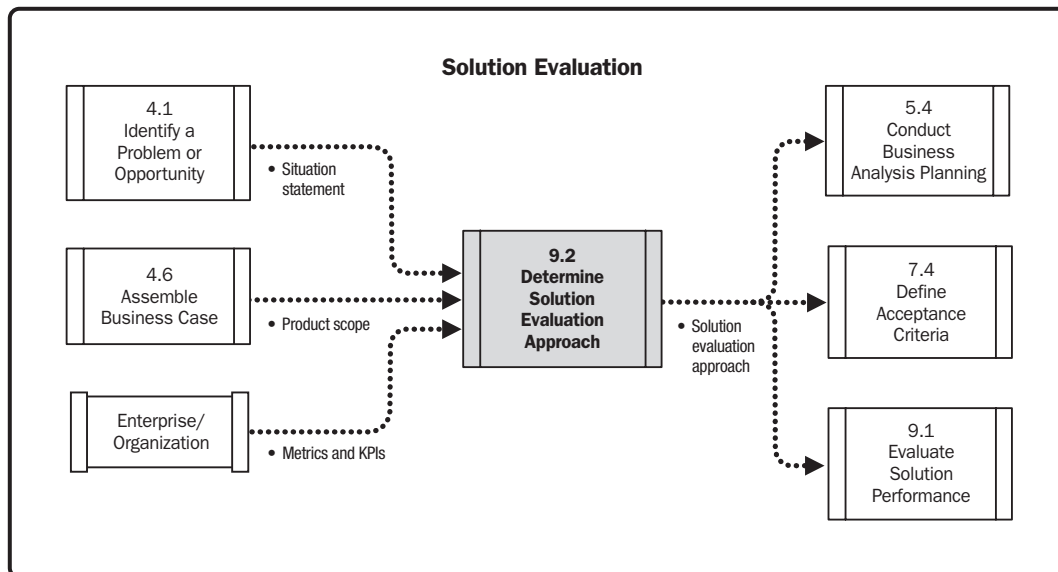 Solution Evaluation
4.1
Identify a
Problem or
Opportunity
• Situation
statement
4.6
Assemble
Business Case
• Product scope
Enterprise/
Organization
• Metrics and KPIs
9.2
Determine
Solution
Evaluation
Approach
• Solution
evaluation
approach
5.4
Conduct
Business
Analysis Planning
7.4
Define
Acceptance
Criteria
9.1
Evaluate
Solution
Performance